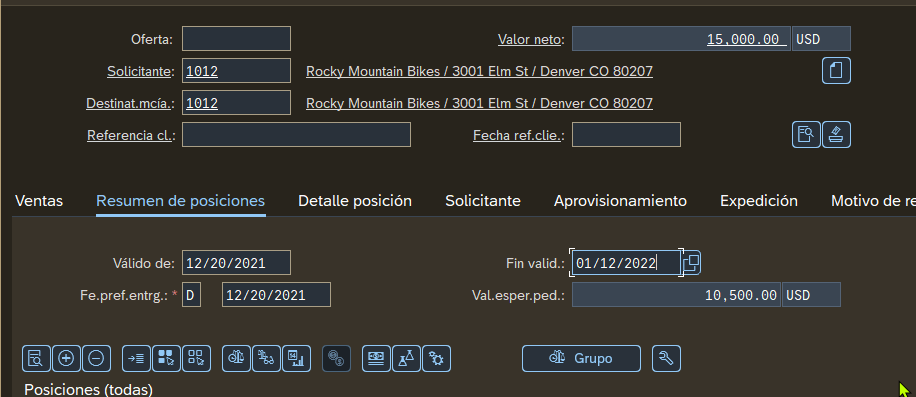 Oferta: Valor neto: 15,000.00 USD
Solicitante: 1012 Rocky Mountain Bikes / 3001 Elm St / Denver CO 80207
Destinat.mcía.: 1012 Rocky Mountain Bikes / 3001 Elm St / Denver CO 80207
Referencia cl.: Fecha ref.clie.:
Ventas Resumen de posiciones Detalle posición Solicitante Aprovisionamiento Expedición Motivo de re
Válido de: 12/20/2021 Fin valid.: 01/12/2022
Fe.pref.entrg.: * D 12/20/2021 Val.esper.ped.: 10,500.00 USD
Grupo
Posiciones (todas)